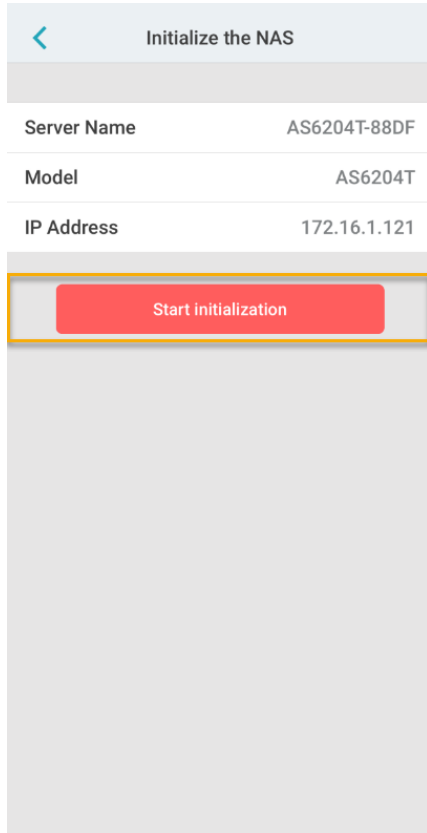 Initialize the NAS
Server Name AS6204T-88DF
Model AS6204T
IP Address 172.16.1.121
Start initialization